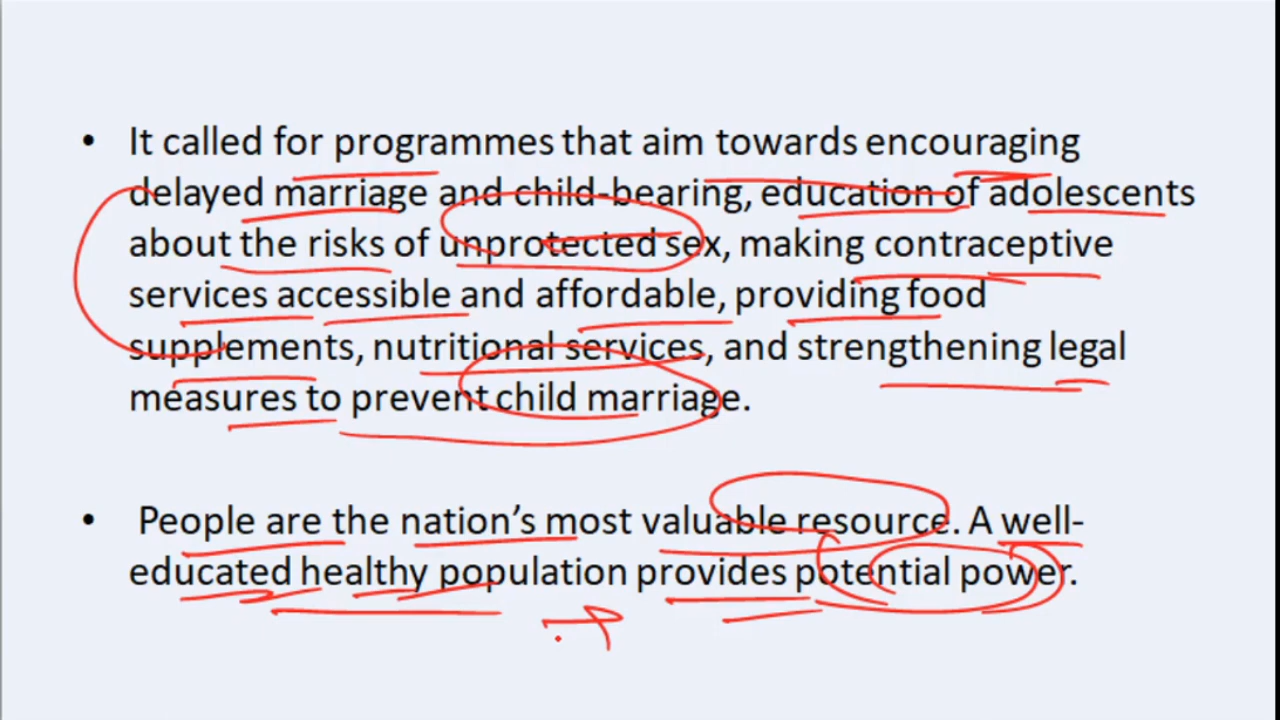 • It called for programmes that aim towards encouraging
delayed marriage and child-bearing, education of adolescents
about the risks of unprotected sex, making contraceptive
services accessible and affordable, providing food
supplements, nutritional services, and strengthening legal
measures to prevent child marriage.
• People are the nation's most valuable resource. A well-
educated healthy population provides potential power.